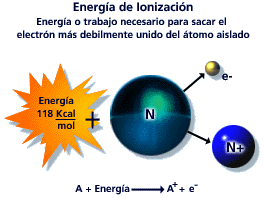 Energía de Ionización
Energía o trabajo necesario para sacar el
electrón más debilmente unido del átomo aislado
Energía
118 Kcal
mol
+
N
e-
N+
A + Energía → A+ + e-